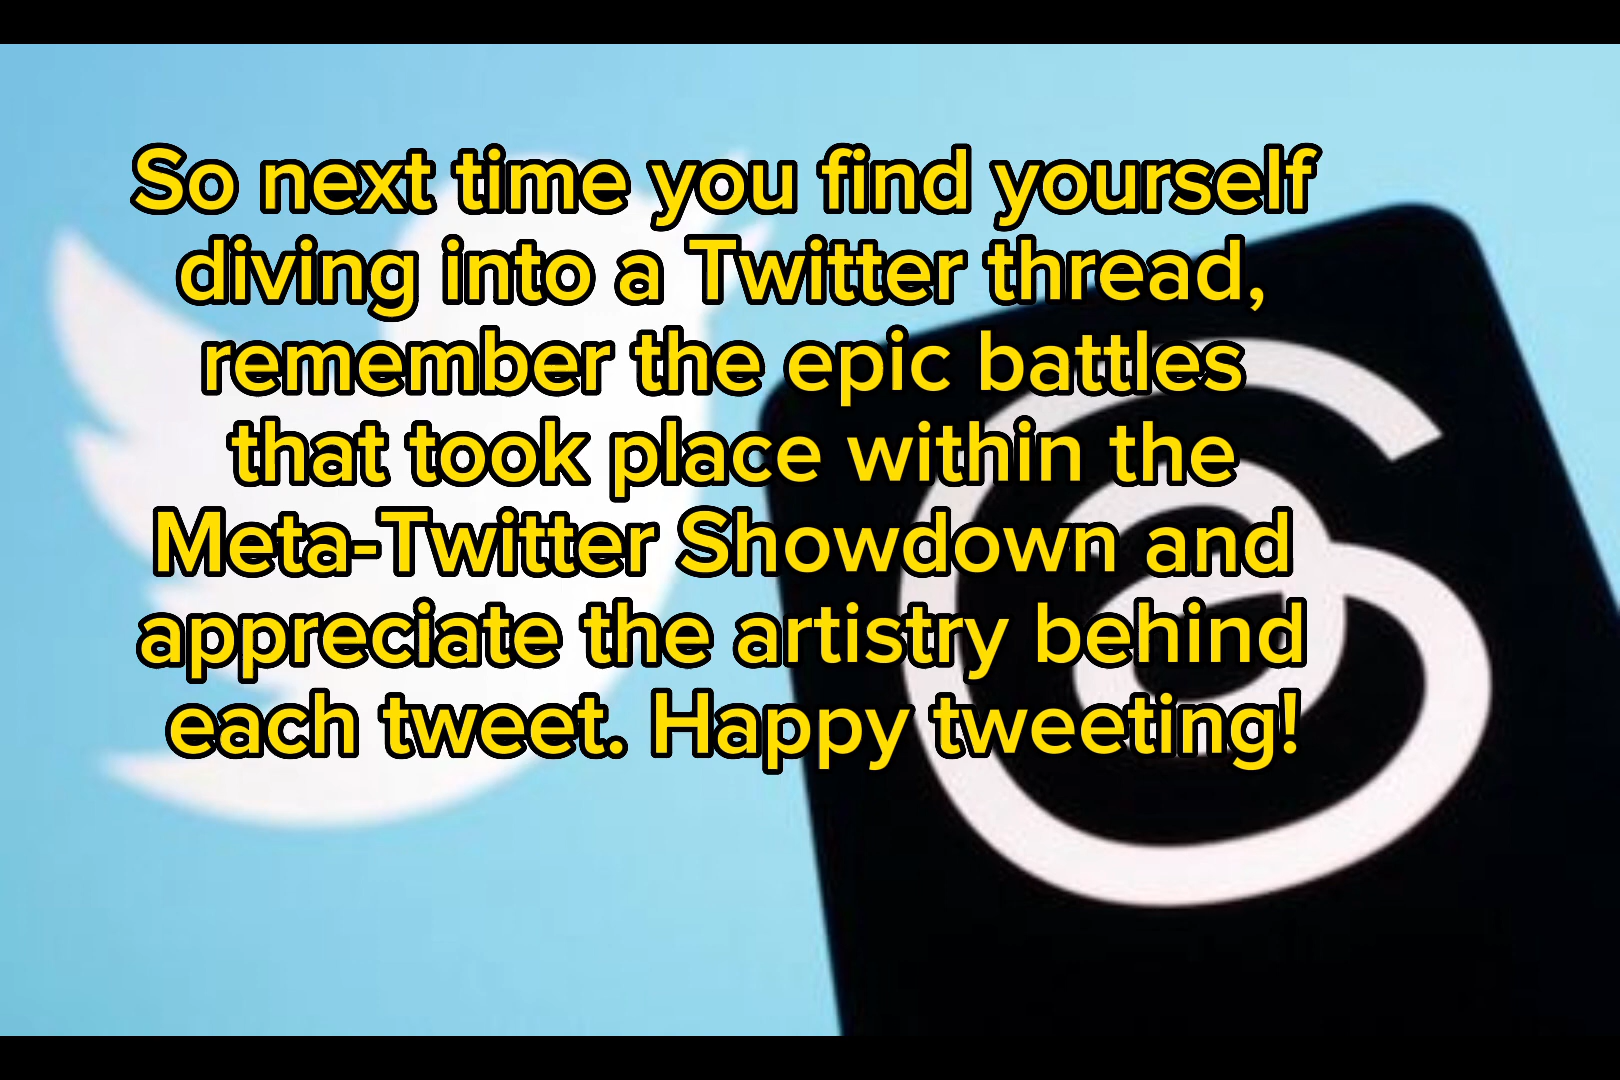 So next time you find yourself
diving into a Twitter thread,
remember the epic battles
that took place within the
Meta-Twitter Showdown and
appreciate the artistry behind
each tweet. Happy tweeting!